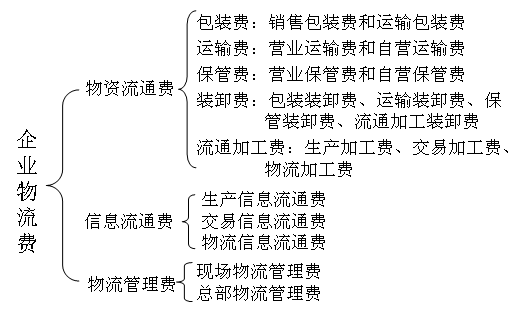 企业物流费
物资流通费
包装费：销售包装费和运输包装费
运输费：营业运输费和自营运输费
保管费：营业保管费和自营保管费
装卸费：包装装卸费、运输装卸费、保
管装卸费、流通加工装卸费
流通加工费：生产加工费、交易加工费、
物流加工费
信息流通费
生产信息流通费
交易信息流通费
物流信息流通费
物流管理费
现场物流管理费
总部物流管理费